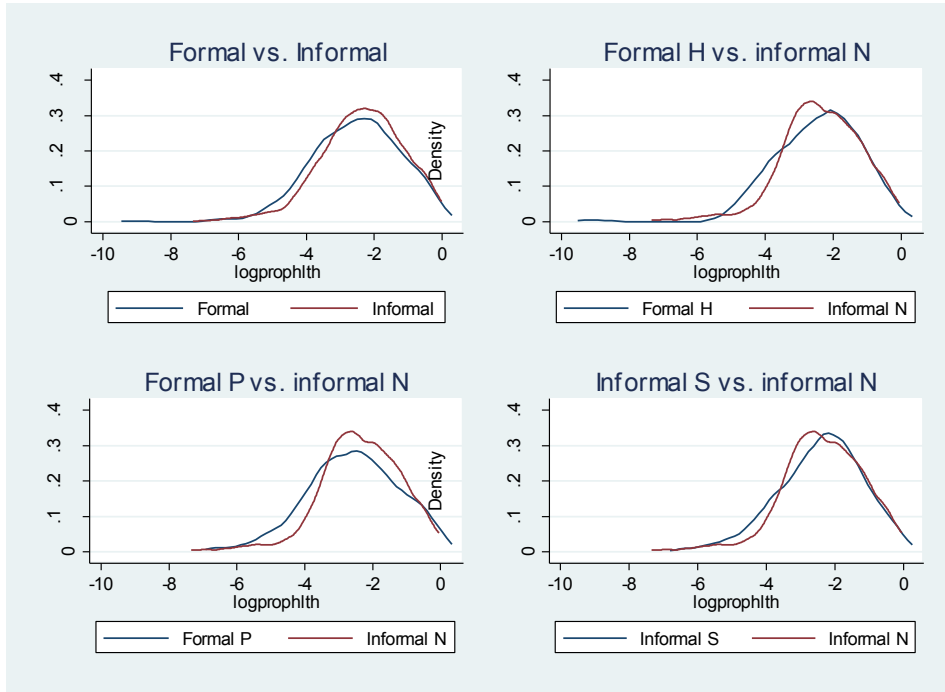 Formal vs. Informal
.4
.3
.2
.1
0
Density
-10 -8 -6 -4 -2 0
logprophlth
Formal Informal
Formal H vs. informal N
.4
.3
.2
.1
0
-10 -8 -6 -4 -2 0
logprophlth
Formal H Informal N
Formal P vs. informal N
.4
.3
.2
.1
0
Density
-10 -8 -6 -4 -2 0
logprophlth
Formal P Informal N
Informal S vs. informal N
.4
.3
.2
.1
0
-10 -8 -6 -4 -2 0
logprophlth
Informal S Informal N